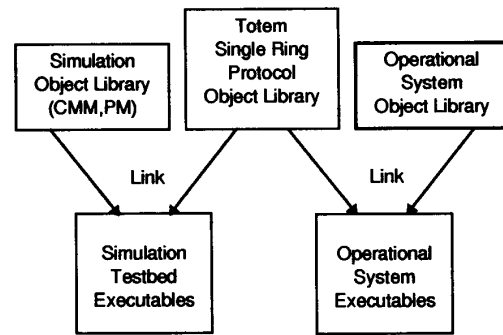 Simulation
Object Library
(CMM,PM)
Totem
Single Ring
Protocol
Object Library
Operational
System
Object Library
Link
Link
Simulation
Testbed
Executables
Operational
System
Executables